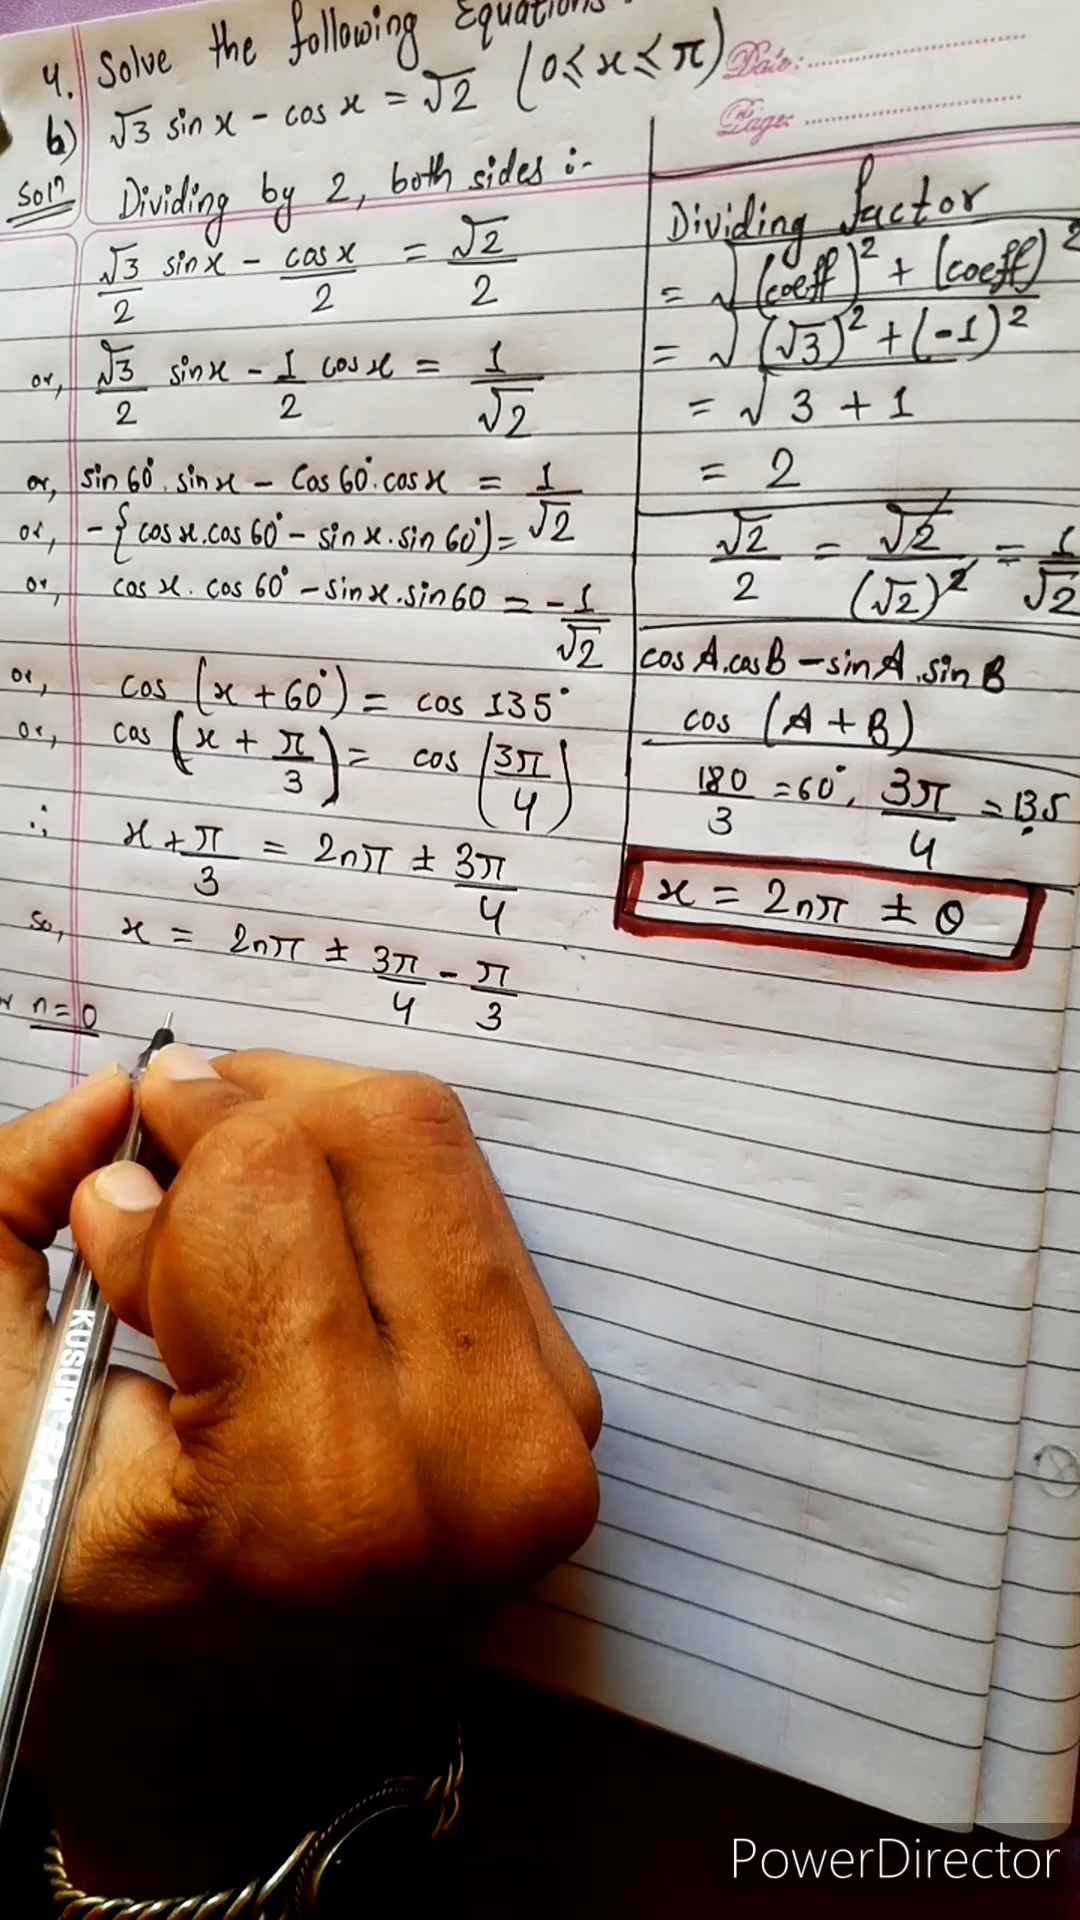 4. Solve the following Equations
b) √3 sin x - cos x = √2 (0 ≤ x ≤ π)
Date:
Page:
Solⁿ Dividing by 2, both sides :-
√3/2 sin x - cos x/2 = √2/2
or, √3/2 sin x - 1/2 cos x = 1/√2
or, sin 60°. sin x - Cos 60°. cos x = 1/√2
or, -{cos x. cos 60° - sin x. sin 60°) = 1/√2
or, cos x. cos 60° - sin x. sin 60 = -1/√2
or, cos (x + 60°) = cos 135°
or, cos (x + π/3) = cos (3π/4)
∴ x + π/3 = 2nπ ± 3π/4
so, x = 2nπ ± 3π/4 - π/3
n = 0
Dividing factor
= √(coeff)² + (coeff)²
= √(√3)² + (-1)²
= √3 + 1
= 2
√2/2 = √2/(√2)² = 1/√2
cos A. cos B - sin A. sin B
cos (A + B)
180/3 = 60°, 3π/4 = 135
x = 2nπ ± θ
KUSUM
PowerDirector